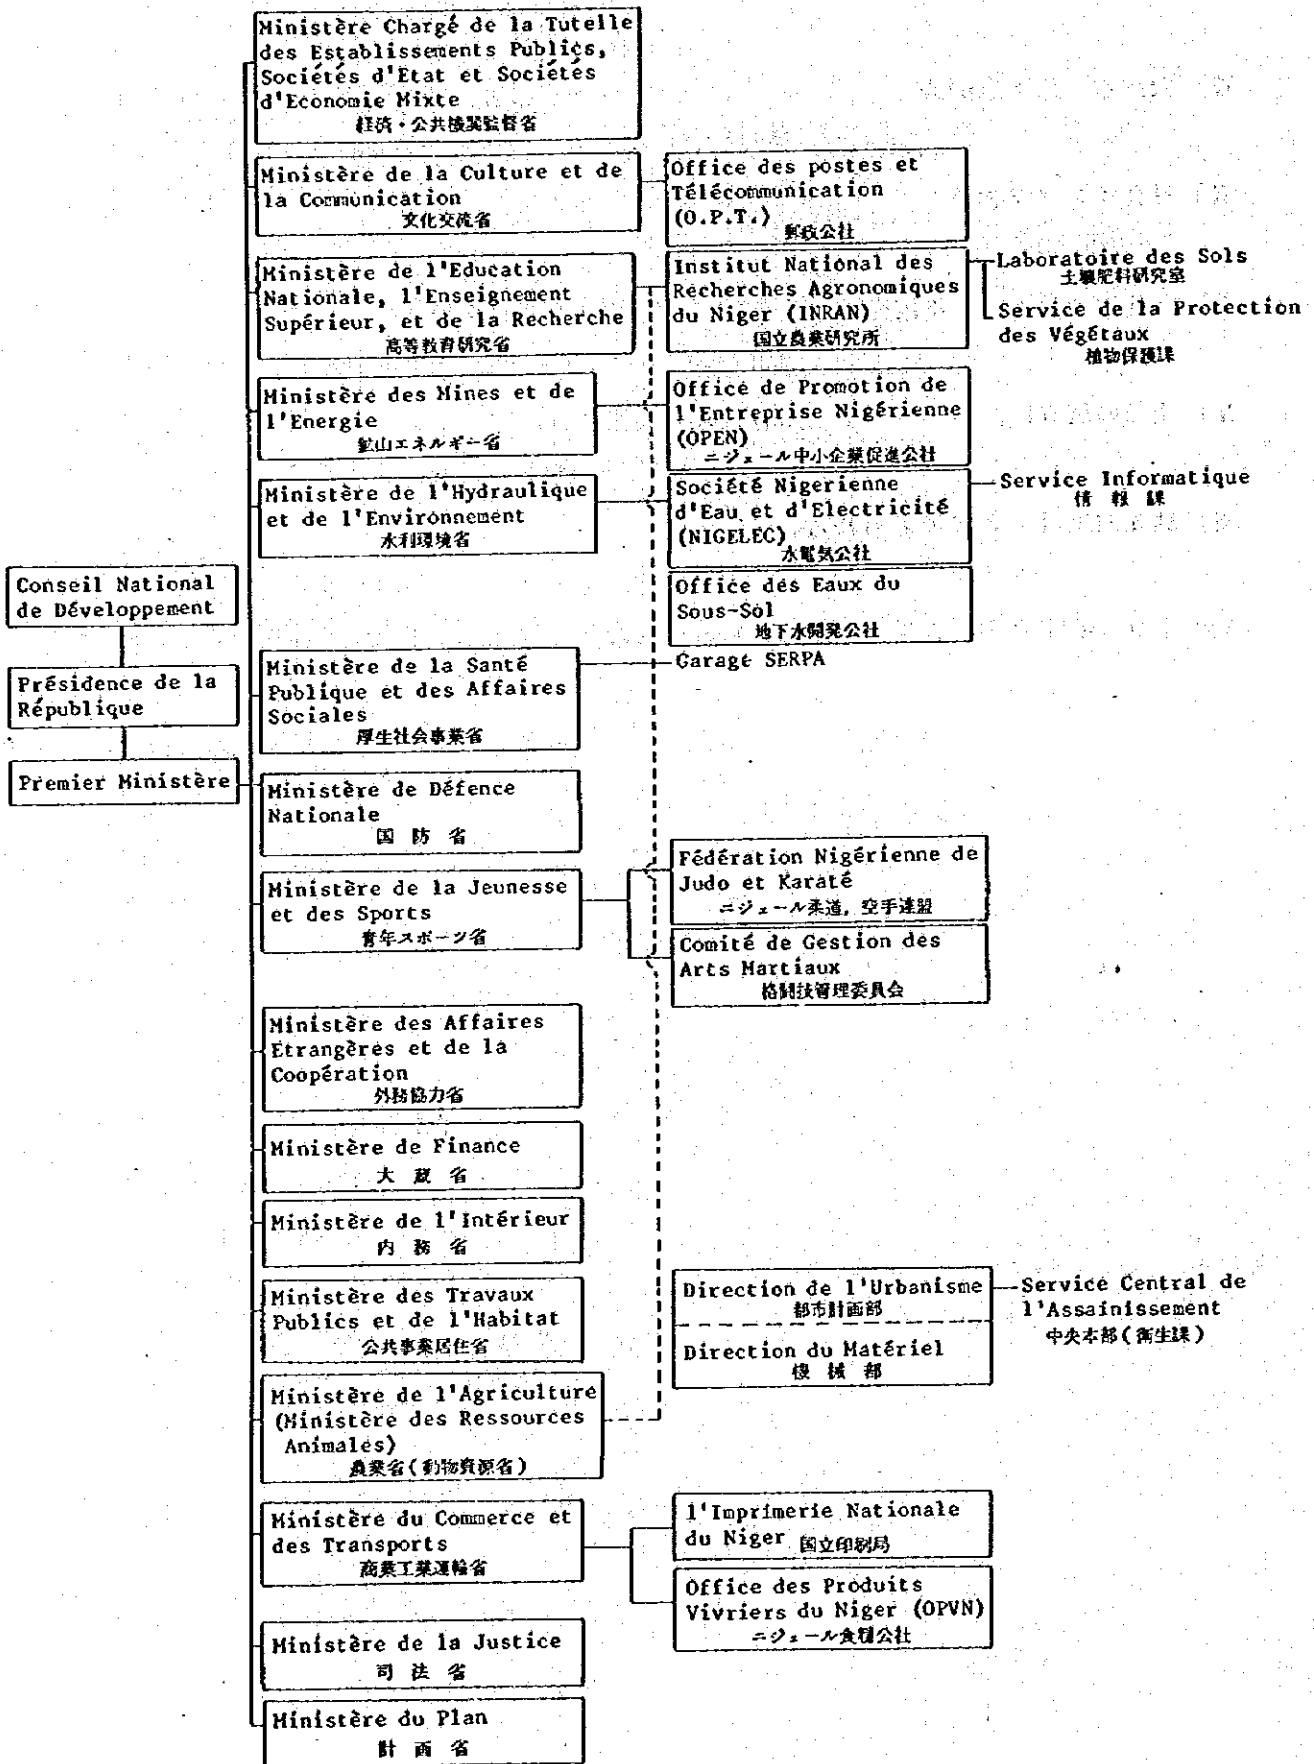 Ministère Chargé de la Tutelle
des Establissements Publics,
Sociétés d'Etat et Sociétés
d'Economie Mixte
経済・公共機関監督省
Ministère de la Culture et de
la Communication
文化交流省
Office des postes et
Télécommunication
(O.P.T.)
郵政公社
Ministère de l'Education
Nationale, l'Enseignement
Supérieur, et de la Recherche
高等教育研究省
Institut National des
Recherches Agronomiques
du Niger (INRAN)
国立農業研究所
Laboratoire des Sols
土壌肥料研究室
Service de la Protection
des Végétaux
植物保護課
Ministère des Mines et de
l'Energie
鉱山エネルギー省
Office de Promotion de
l'Entreprise Nigérienne
(OPEN)
ニジェール中小企業促進公社
Ministère de l'Hydraulique
et de l'Environnement
水利環境省
Société Nigerienne
d'Eau et d'Electricité
(NIGELEC)
水電気公社
Service Informatique
情報課
Office des Eaux du
Sous-Sol
地下水開発公社
Conseil National
de Développement
Présidence de la
République
Premier Ministère
Ministère de la Santé
Publique et des Affaires
Sociales
厚生社会事業省
Garage SERPA
Ministère de Défence
Nationale
国防省
Ministère de la Jeunesse
et des Sports
青年スポーツ省
Fédération Nigérienne de
Judo et Karaté
ニジェール柔道,空手連盟
Comité de Gestion des
Arts Martiaux
格闘技管理委員会
Ministère des Affaires
Etrangères et de la
Coopération
外務協力省
Ministère de Finance
大蔵省
Ministère de l'Intérieur
内務省
Ministère des Travaux
Publics et de l'Habitat
公共事業居住省
Direction de l'Urbanisme
都市計画部
Direction du Matériel
機械部
Service Central de
l'Assainissement
中央本部(衛生課)
Ministère de l'Agriculture
(Ministère des Ressources
Animales)
農業省(動物資源省)
Ministère du Commerce et
des Transports
商業工業運輸省
l'Imprimerie Nationale
du Niger 国立印刷局
Office des Produits
Vivriers du Niger (OPVN)
ニジェール食糧公社
Ministère de la Justice
司法省
Ministère du Plan
計画省